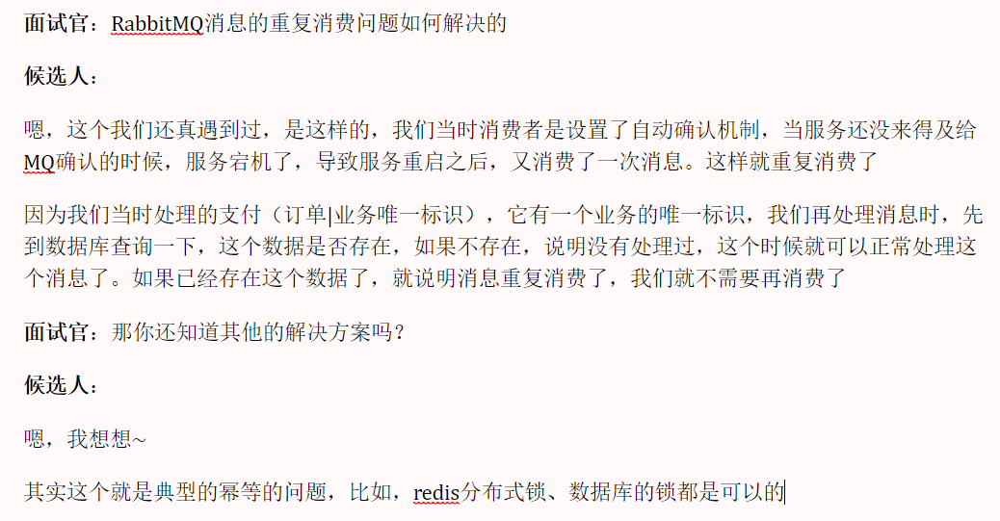 面试官：RabbitMQ消息的重复消费问题如何解决的
候选人：
嗯，这个我们还真遇到过，是这样的，我们当时消费者是设置了自动确认机制，当服务还没来得及给
MQ确认的时候，服务宕机了，导致服务重启之后，又消费了一次消息。这样就重复消费了
因为我们当时处理的支付（订单|业务唯一标识），它有一个业务的唯一标识，我们再处理消息时，先
到数据库查询一下，这个数据是否存在，如果不存在，说明没有处理过，这个时候就可以正常处理这
个消息了。如果已经存在这个数据了，就说明消息重复消费了，我们就不需要再消费了
面试官：那你还知道其他的解决方案吗？
候选人：
嗯，我想想~
其实这个就是典型的幂等的问题，比如，redis分布式锁、数据库的锁都是可以的